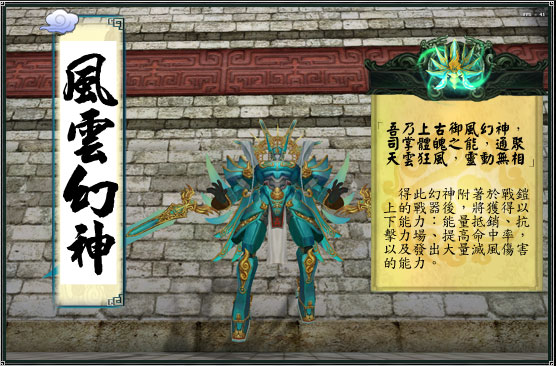 風雲幻神
「吾乃上古御風幻神，
司掌體魄之能，通聚
天雲狂風，靈動無相」
得此幻神附著於戰鎧
上的戰器後，將獲得以
下的能力：能量抵銷、抗
擊力場、提高命中率，
以及發出大量滅風傷害
的能力。